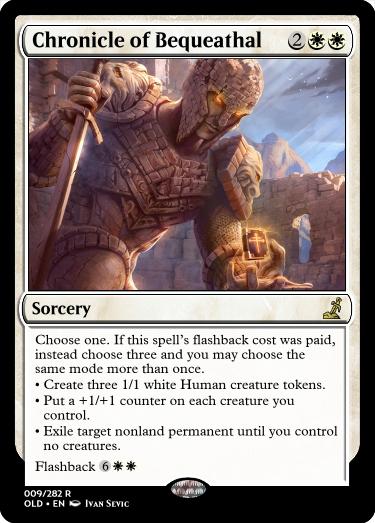 Chronicle of Bequeathal 2
Sorcery
Choose one. If this spell's flashback cost was paid,
instead choose three and you may choose the
same mode more than once.
• Create three 1/1 white Human creature tokens.
• Put a +1/+1 counter on each creature you
control.
• Exile target nonland permanent until you control
no creatures.
Flashback 6
009/282 R
OLD • EN Ivan Sevic